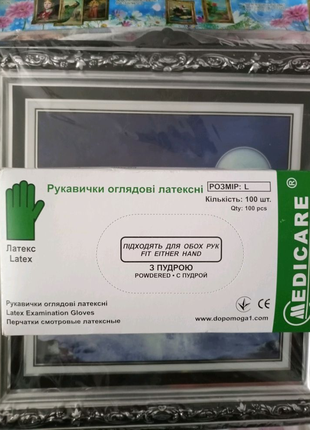 Рукавички оглядові латексні
РОЗМІР: L
Кількість: 100 шт.
Qty: 100 pcs
Латекс
Latex
ПІДХОДЯТЬ ДЛЯ ОБОХ РУК
FIT EITHER HAND
З ПУДРОЮ
POWDERED • С ПУДРОЙ
Рукавички оглядові латексні
Latex Examination Gloves
Перчатки смотровые латексные
www.dopomoga1.com
CE
MEDICARE ®